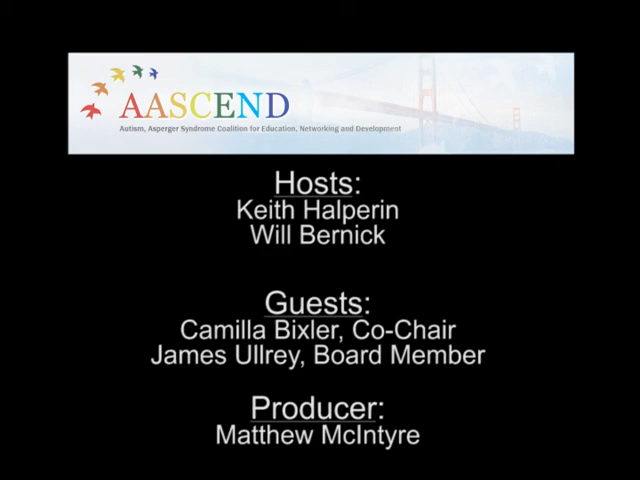 AASCEND
Autism, Asperger Syndrome Coalition for Education, Networking and Development
Hosts:
Keith Halperin
Will Bernick
Guests:
Camilla Bixler, Co-Chair
James Ullrey, Board Member
Producer:
Matthew McIntyre